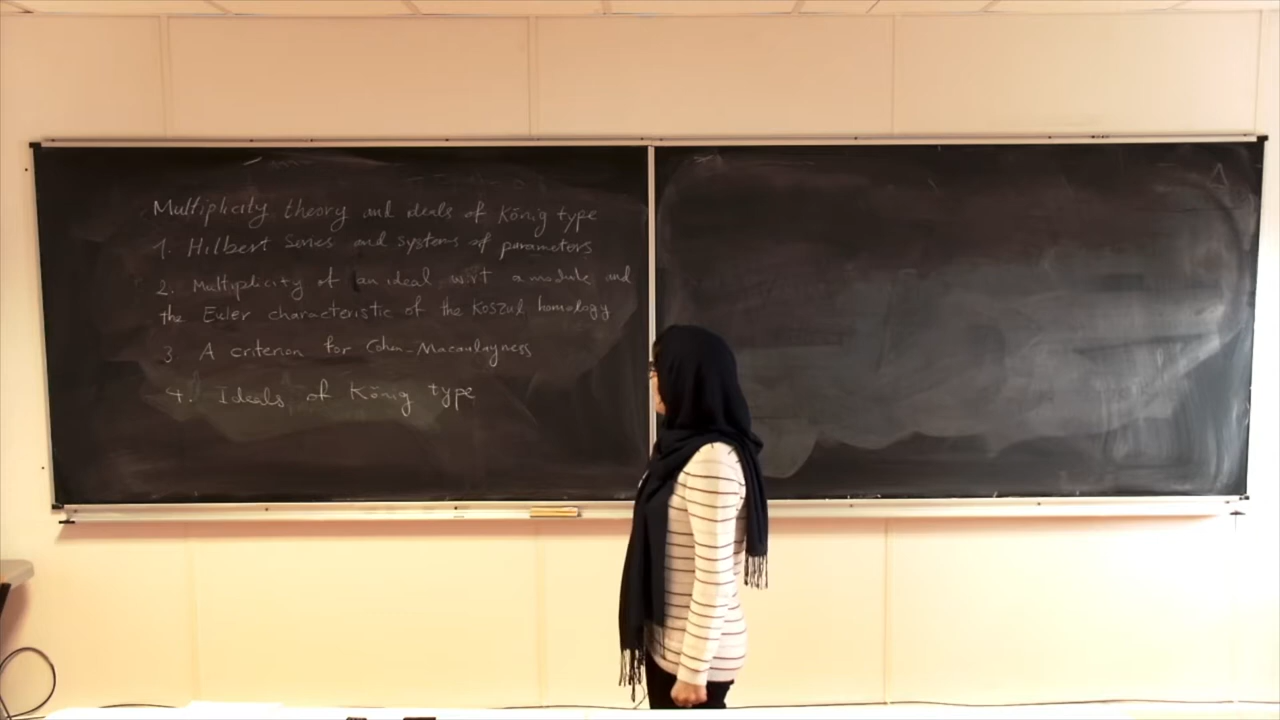 Multiplicity theory and ideals of König type
1. Hilbert Series and systems of parameters
2. Multiplicity of an ideal wrt a module and
the Euler characteristic of the Koszul homology
3 A criterion for Cohen-Macaulayness
4. Ideals of König type